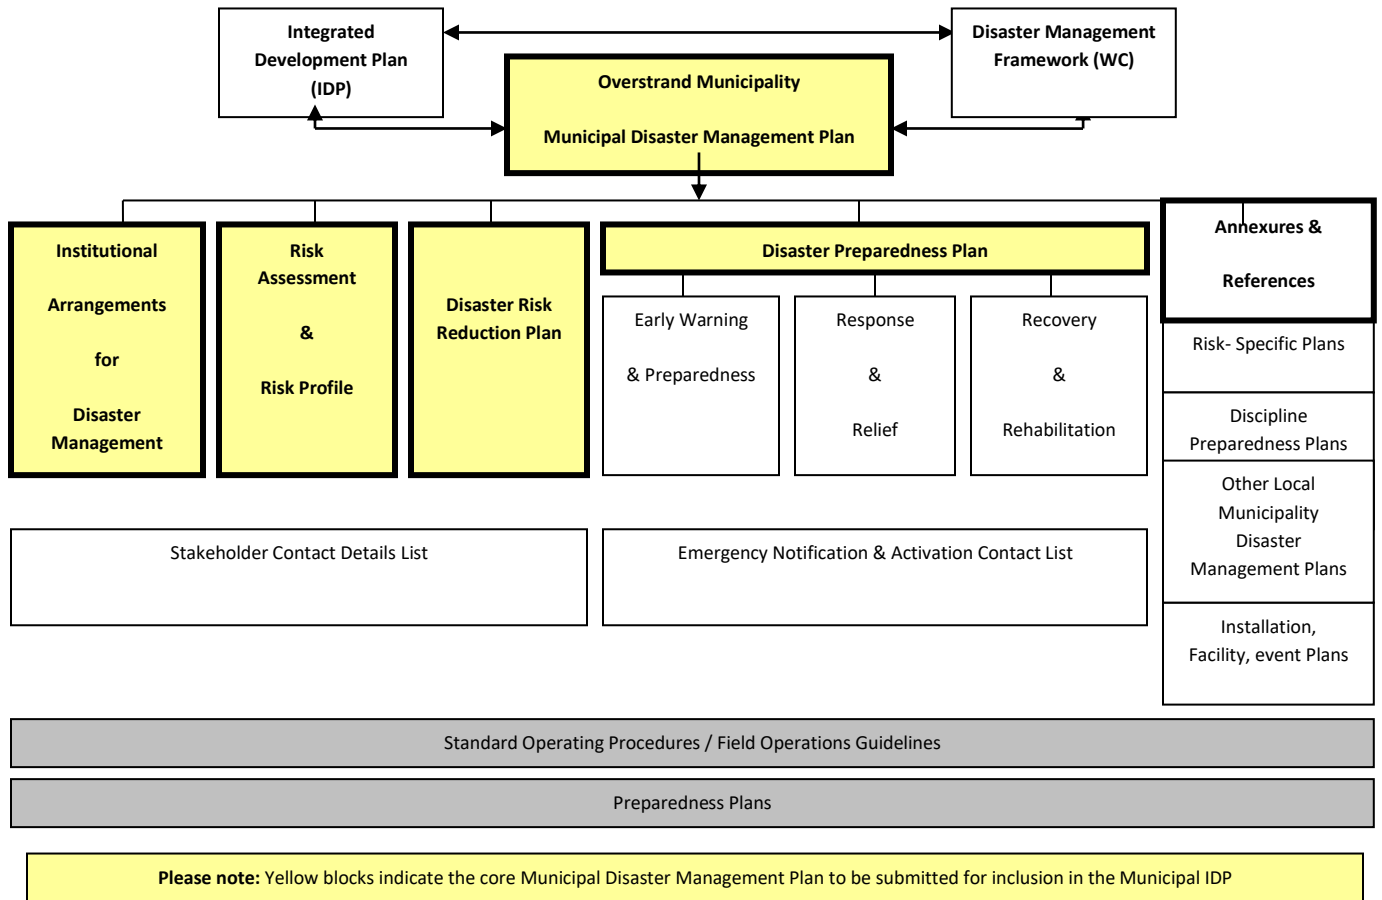 Integrated
Development Plan
(IDP)
Disaster Management
Framework (WC)
Overstrand Municipality
Municipal Disaster Management Plan
Institutional
Arrangements
for
Disaster
Management
Risk
Assessment
&
Risk Profile
Disaster Risk
Reduction Plan
Disaster Preparedness Plan
Early Warning
& Preparedness
Response
&
Relief
Recovery
&
Rehabilitation
Annexures &
References
Risk- Specific Plans
Discipline
Preparedness Plans
Other Local
Municipality
Disaster
Management Plans
Installation,
Facility, event Plans
Stakeholder Contact Details List
Emergency Notification & Activation Contact List
Standard Operating Procedures / Field Operations Guidelines
Preparedness Plans
Please note: Yellow blocks indicate the core Municipal Disaster Management Plan to be submitted for inclusion in the Municipal IDP